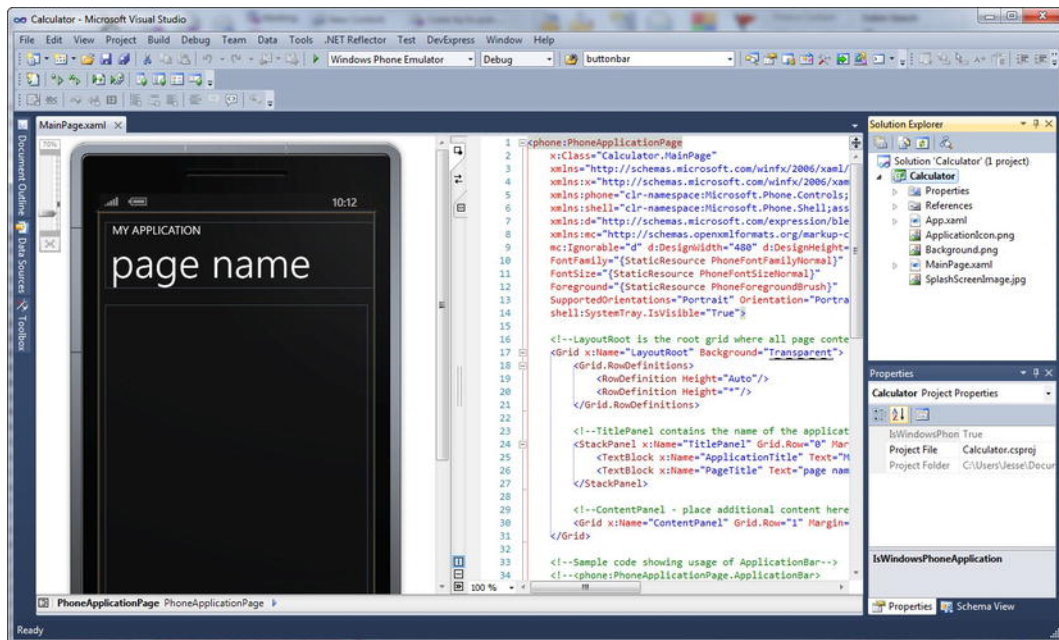 Calculator - Microsoft Visual Studio
File Edit View Project Build Debug Team Data Tools .NET Reflector Test DevExpress Window Help
Windows Phone Emulator Debug buttonbar
MainPage.xaml
Document Outline
Data Sources
Toolbox
70%
10:12
MY APPLICATION
page name
1 <phone:PhoneApplicationPage
2 x:Class="Calculator.MainPage"
3 xmlns="http://schemas.microsoft.com/winfx/2006/xaml/
4 xmlns:x="http://schemas.microsoft.com/winfx/2006/xam
5 xmlns:phone="clr-namespace:Microsoft.Phone.Controls;
6 xmlns:shell="clr-namespace:Microsoft.Phone.Shell;ass
7 xmlns:d="http://schemas.microsoft.com/expression/ble
8 xmlns:mc="http://schemas.openxmlformats.org/markup-c
9 mc:Ignorable="d" d:DesignWidth="480" d:DesignHeight=
10 FontFamily="{StaticResource PhoneFontFamilyNormal}"
11 FontSize="{StaticResource PhoneFontSizeNormal}"
12 Foreground="{StaticResource PhoneForegroundBrush}"
13 SupportedOrientations="Portrait" Orientation="Portra
14 shell:SystemTray.IsVisible="True">
15
16 <!--LayoutRoot is the root grid where all page conte
17 <Grid x:Name="LayoutRoot" Background="Transparent">
18 <Grid.RowDefinitions>
19 <RowDefinition Height="Auto"/>
20 <RowDefinition Height="*"/>
21 </Grid.RowDefinitions>
22
23 <!--TitlePanel contains the name of the applicat
24 <StackPanel x:Name="TitlePanel" Grid.Row="0" Mar
25 <TextBlock x:Name="ApplicationTitle" Text="M
26 <TextBlock x:Name="PageTitle" Text="page nam
27 </StackPanel>
28
29 <!--ContentPanel - place additional content here
30 <Grid x:Name="ContentPanel" Grid.Row="1" Margin=
31 </Grid>
32
33 <!--Sample code showing usage of ApplicationBar-->
34 <!--<phone:PhoneApplicationPage.ApplicationBar>
100 %
PhoneApplicationPage PhoneApplicationPage
Solution Explorer
Solution 'Calculator' (1 project)
Calculator
Properties
References
App.xaml
ApplicationIcon.png
Background.png
MainPage.xaml
SplashScreenImage.jpg
Properties
Calculator Project Properties
IsWindowsPhon True
Project File Calculator.csproj
Project Folder C:\Users\Jesse\Docur
IsWindowsPhoneApplication
Properties Schema View
Ready